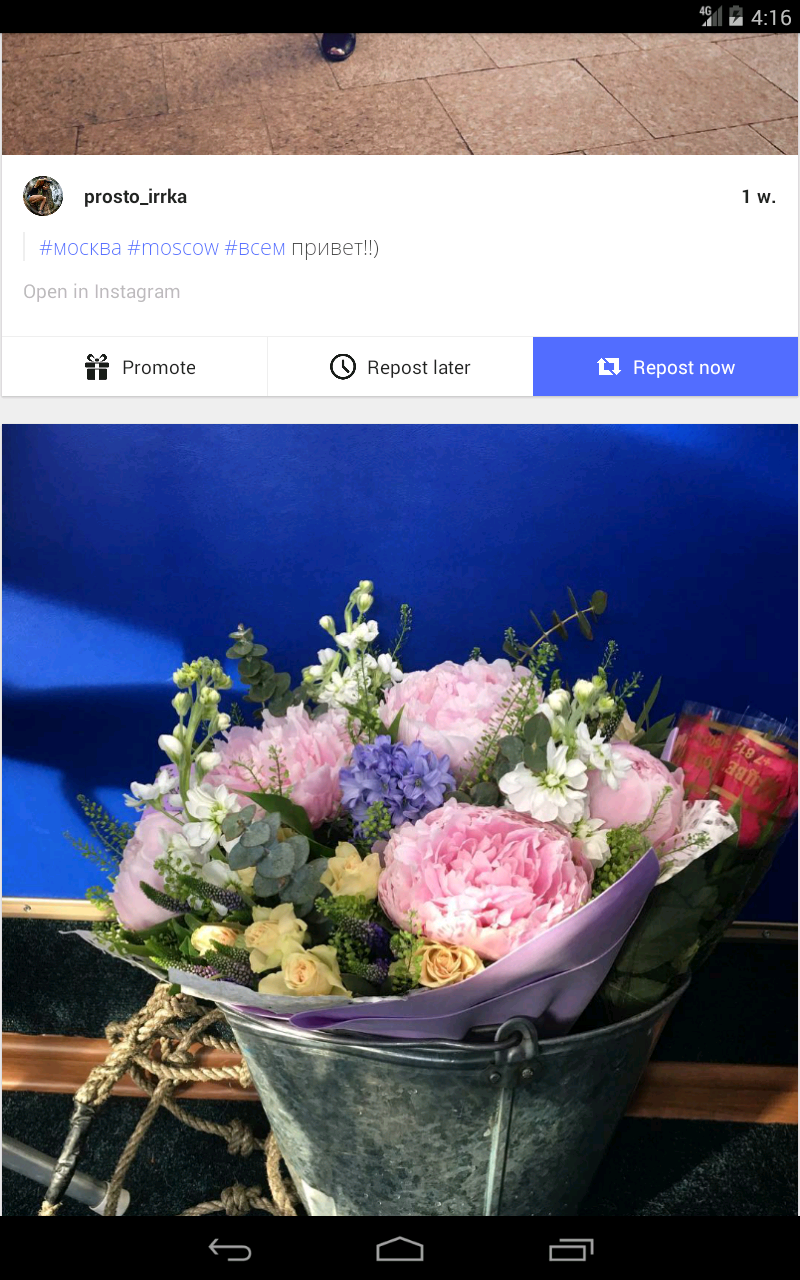 4G 4:16
prosto_irrka 1 w.
#москва #moscow #всем привет!!)
Open in Instagram
Promote Repost later Repost now